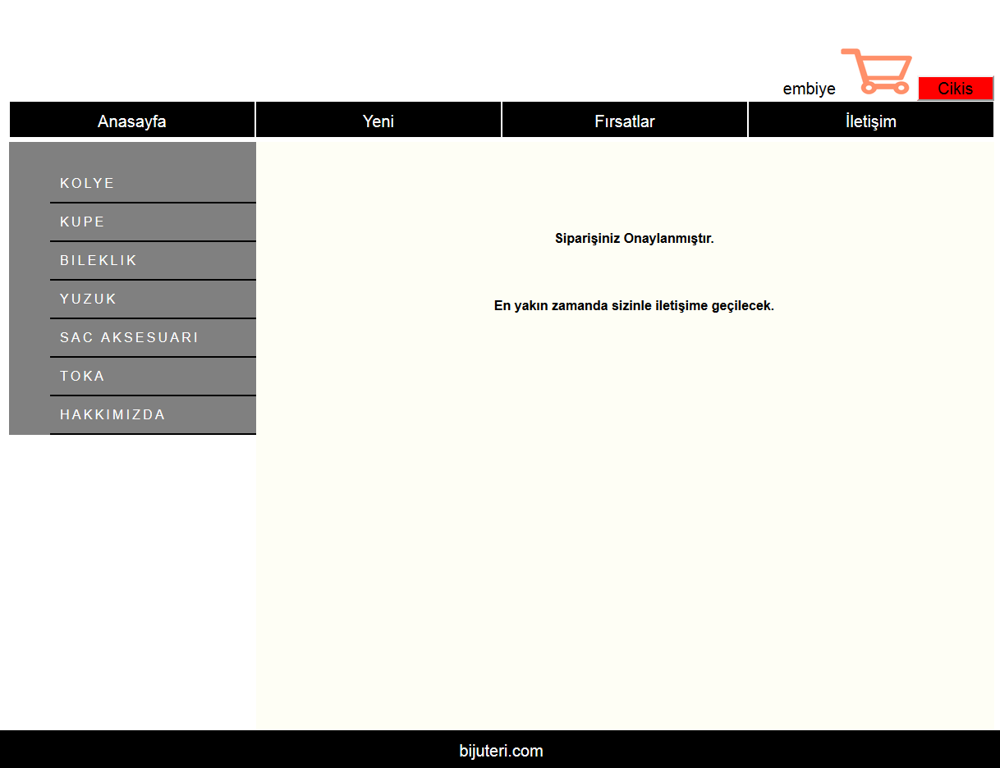 embiye
Cikis
Anasayfa
Yeni
Fırsatlar
İletişim
KOLYE
KUPE
BILEKLIK
YUZUK
SAC AKSESUARI
TOKA
HAKKIMIZDA
Siparişiniz Onaylanmıştır.
En yakın zamanda sizinle iletişime geçilecek.
bijuteri.com